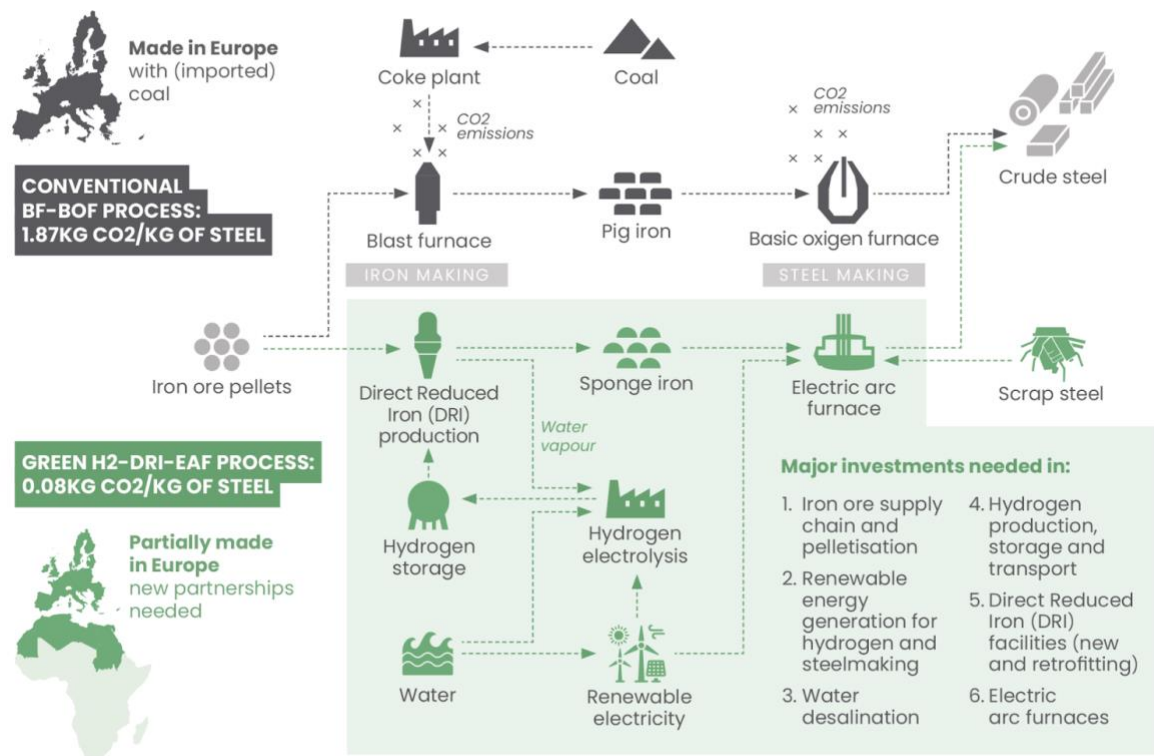 Made in Europe
with (imported)
coal
Coke plant
Coal
CO2
emissions
CO2
emissions
CONVENTIONAL
BF-BOF PROCESS:
1.87KG CO2/KG OF STEEL
Blast furnace
Pig iron
Basic oxigen furnace
Crude steel
IRON MAKING
STEEL MAKING
Iron ore pellets
Direct Reduced
Iron (DRI)
production
Sponge iron
Electric arc
furnace
Scrap steel
Water
vapour
GREEN H2-DRI-EAF PROCESS:
0.08KG CO2/KG OF STEEL
Hydrogen
storage
Hydrogen
electrolysis
Partially made
in Europe
new partnerships
needed
Water
Renewable
electricity
Major investments needed in:
1. Iron ore supply
chain and
pelletisation
2. Renewable
energy
generation for
hydrogen and
steelmaking
3. Water
desalination
4. Hydrogen
production,
storage and
transport
5. Direct Reduced
Iron (DRI)
facilities (new
and retrofitting)
6. Electric
arc furnaces